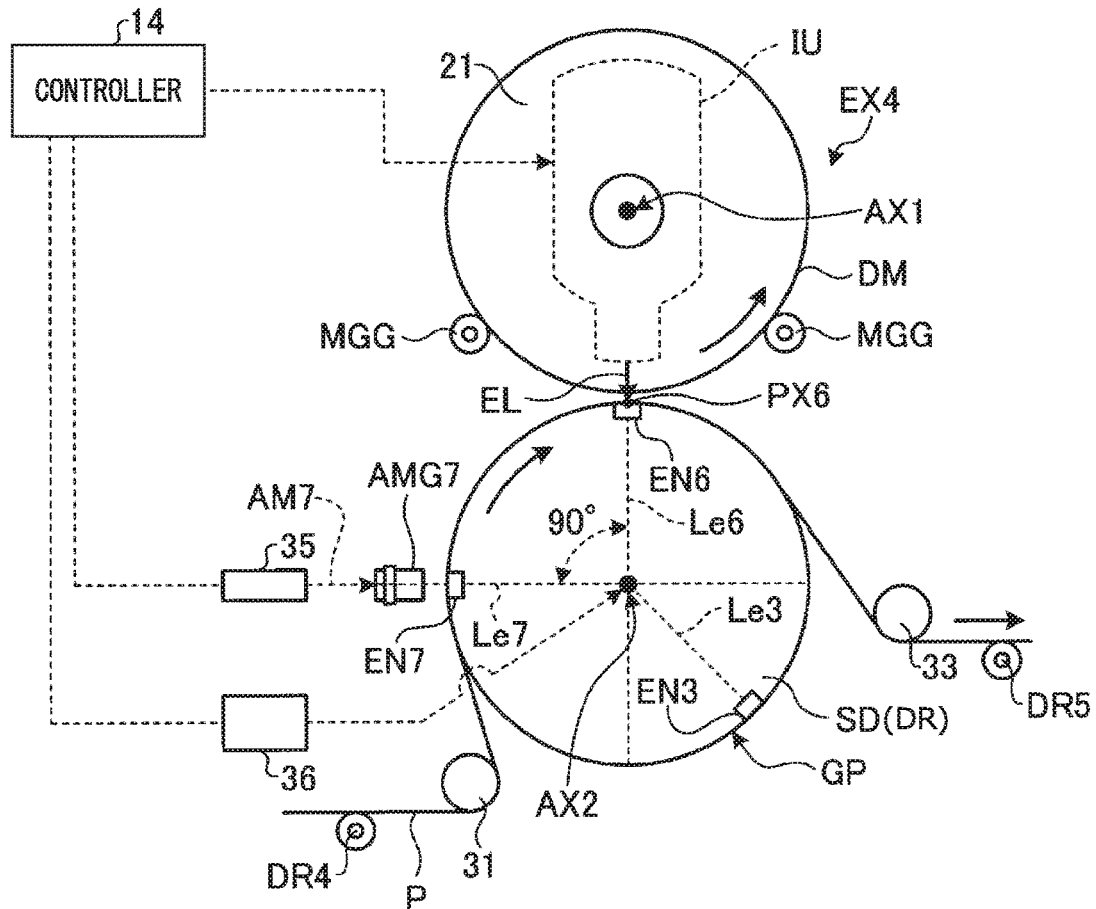 14
CONTROLLER
21
IU
EX4
AX1
DM
MGG
MGG
EL
PX6
EN6
AMG7
AM7
90°
Le6
35
Le7
Le3
EN7
33
EN3
SD(DR)
DR5
36
GP
AX2
31
DR4
P